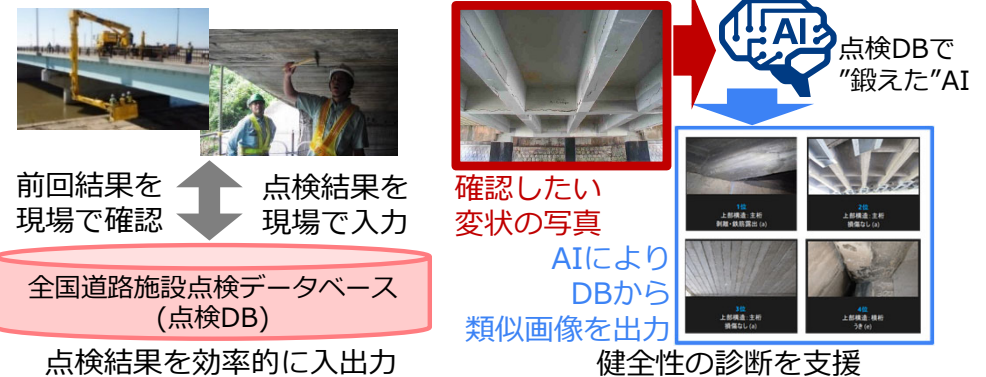 前回結果を
現場で確認
点検結果を
現場で入力
全国道路施設点検データベース
(点検DB)
点検結果を効率的に入出力
AI
点検DBで
”鍛えた”AI
確認したい
変状の写真
AIにより
DBから
類似画像を出力
1位
上部構造:主桁
剥離・鉄筋露出(a)
2位
上部構造:主桁
損傷なし(a)
3位
上部構造:主桁
損傷なし(a)
4位
上部構造:横桁
うき(e)
健全性の診断を支援